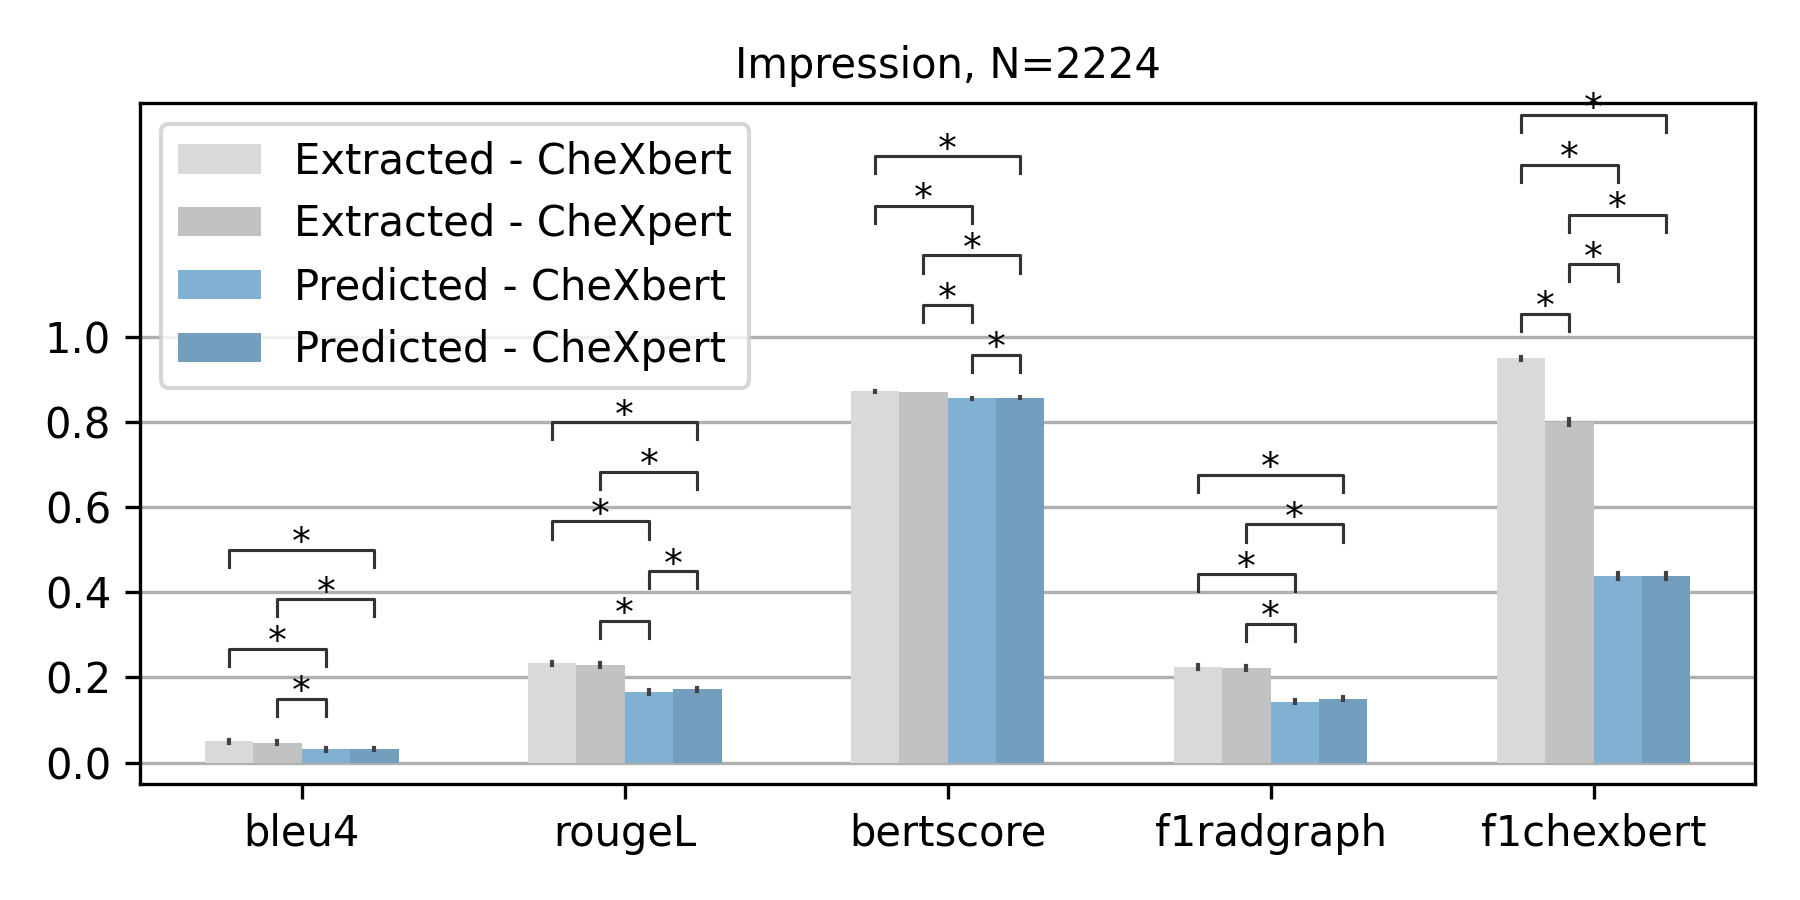 Impression, N=2224
*
Extracted - CheXbert
Extracted - CheXpert
Predicted - CheXbert
Predicted - CheXpert
* * * * *
* * * *
* * * * *
* * * *
* * * *
1.0
0.8
0.6
0.4
0.2
0.0
bleu4 rougeL bertscore f1radgraph f1chexbert